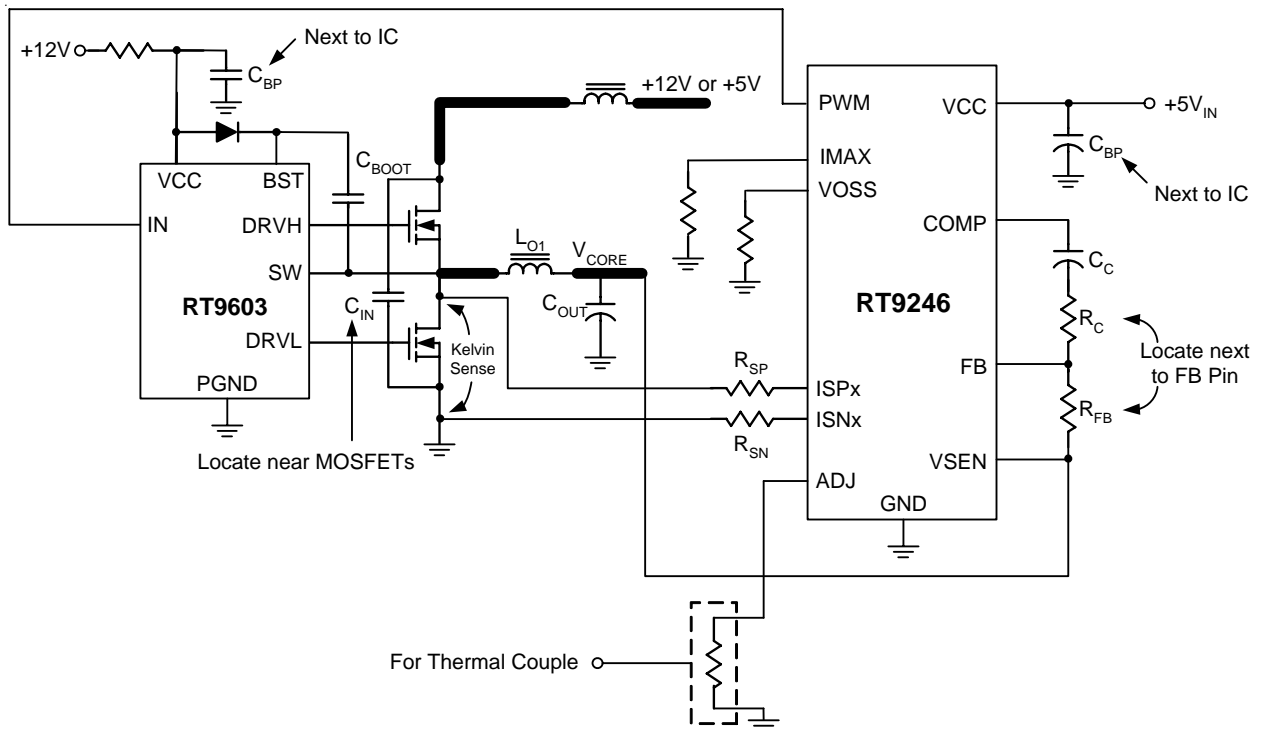 Next to IC
+12V
C_BP
+12V or +5V
PWM
VCC
+5V_IN
C_BP
Next to IC
IMAX
VOSS
C_BOOT
VCC
BST
IN
DRVH
SW
RT9603
DRVL
PGND
L_O1
V_CORE
C_IN
C_OUT
Kelvin
Sense
Locate near MOSFETs
R_SP
R_SN
ISPx
ISNx
ADJ
GND
RT9246
COMP
C_C
R_C
FB
Locate next
to FB Pin
R_FB
VSEN
For Thermal Couple